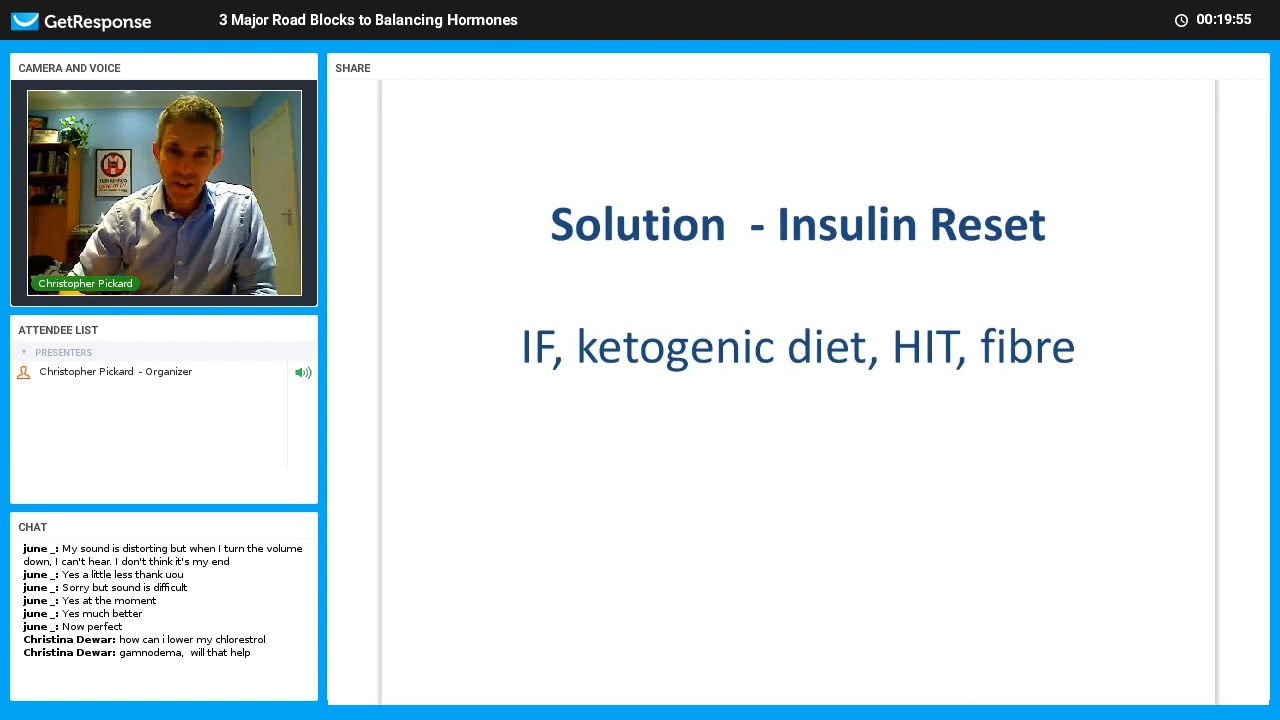 GetResponse
3 Major Road Blocks to Balancing Hormones
00:19:55
CAMERA AND VOICE
Christopher Pickard
ATTENDEE LIST
PRESENTERS
Christopher Pickard - Organizer
CHAT
june _: My sound is distorting but when I turn the volume
down, I can't hear. I don't think it's my end
june _: Yes a little less thank uou
june _: Sorry but sound is difficult
june _: Yes at the moment
june _: Yes much better
june _: Now perfect
Christina Dewar: how can i lower my chlorestrol
Christina Dewar: gamnodema, will that help
SHARE
Solution - Insulin Reset
IF, ketogenic diet, HIT, fibre